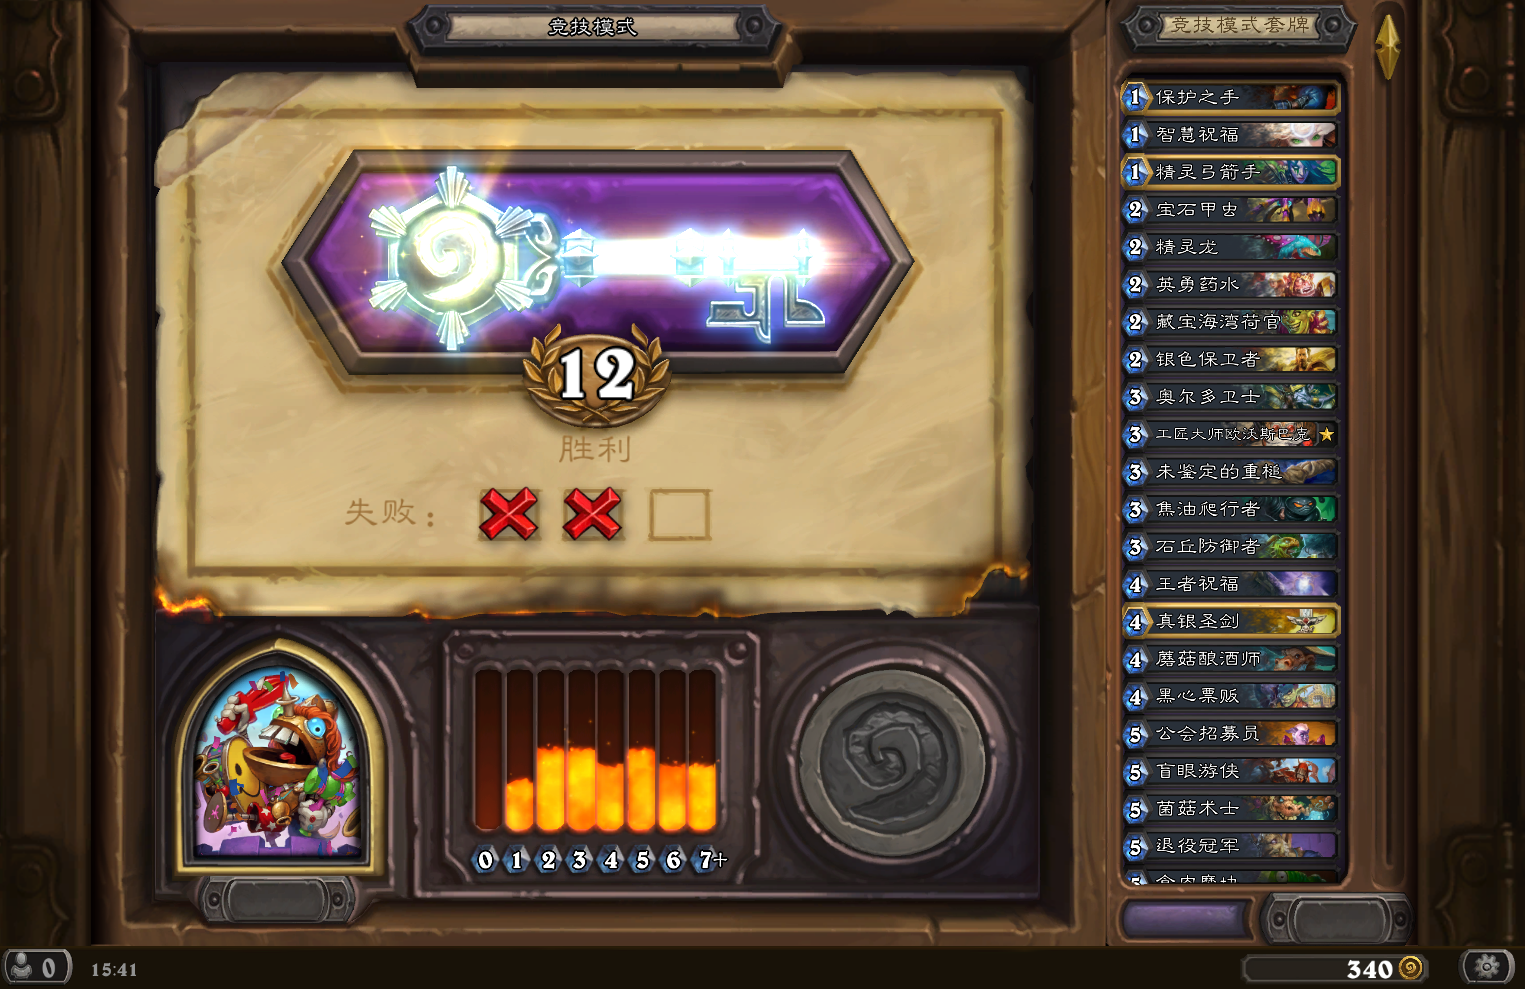 竞技模式
12
胜利
失败：
0 1 2 3 4 5 6 7+
竞技模式套牌
1 保护之手
1 智慧祝福
1 精灵弓箭手
2 宝石甲虫
2 精灵龙
2 英勇药水
2 藏宝海湾荷官
2 银色保卫者
3 奥尔多卫士
3 工匠大师欧沃斯巴克
3 未鉴定的重槌
3 焦油爬行者
3 石丘防御者
4 王者祝福
4 真银圣剑
4 蘑菇酿酒师
4 黑心票贩
5 公会招募员
5 盲眼游侠
5 菌菇术士
5 退役冠军
5
0
15:41
340